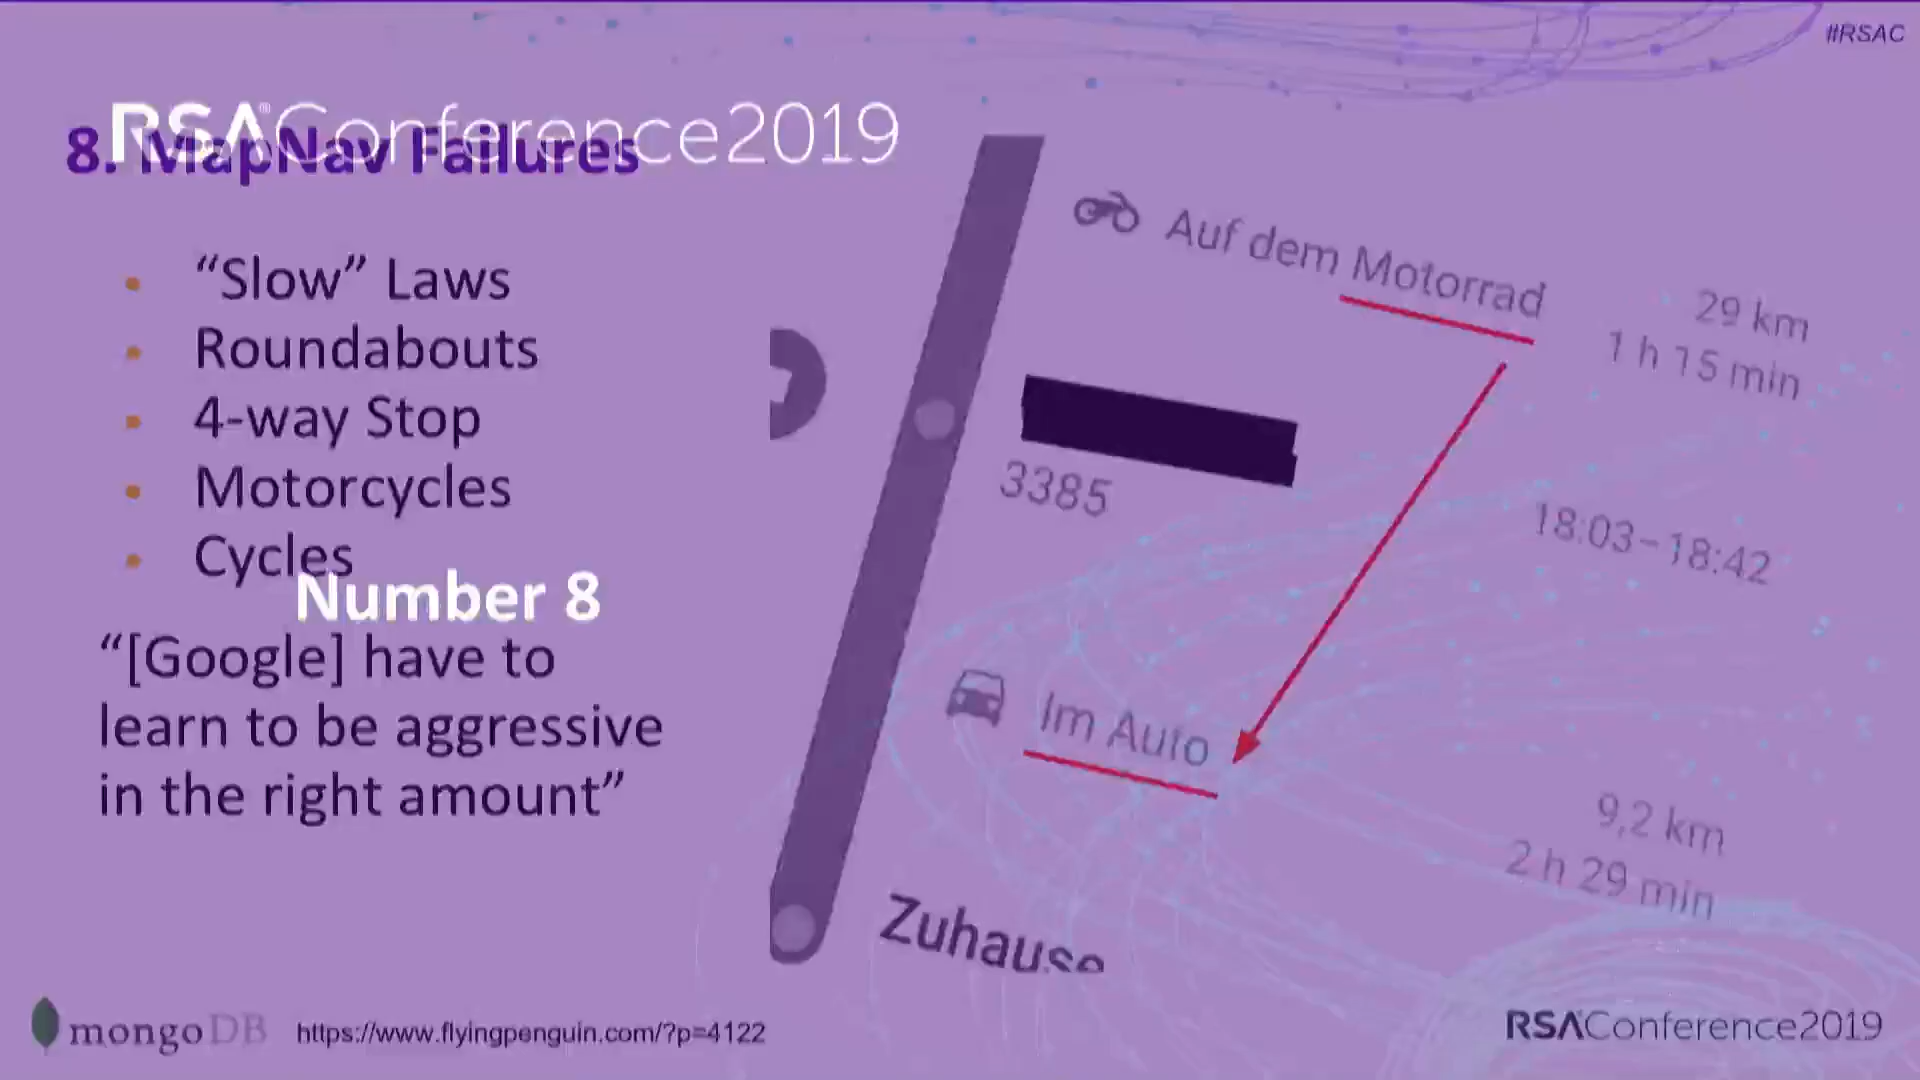 #RSAC
RSA®Conference2019
8. MapNav Failures
“Slow” Laws
Roundabouts
4-way Stop
Motorcycles
Cycles
Number 8
“[Google] have to
learn to be aggressive
in the right amount”
Auf dem Motorrad
29 km
1 h 15 min
3385
18:03–18:42
Im Auto
9,2 km
2 h 29 min
Zuhause
mongoDB
https://www.flyingpenguin.com/?p=4122
RSAConference2019